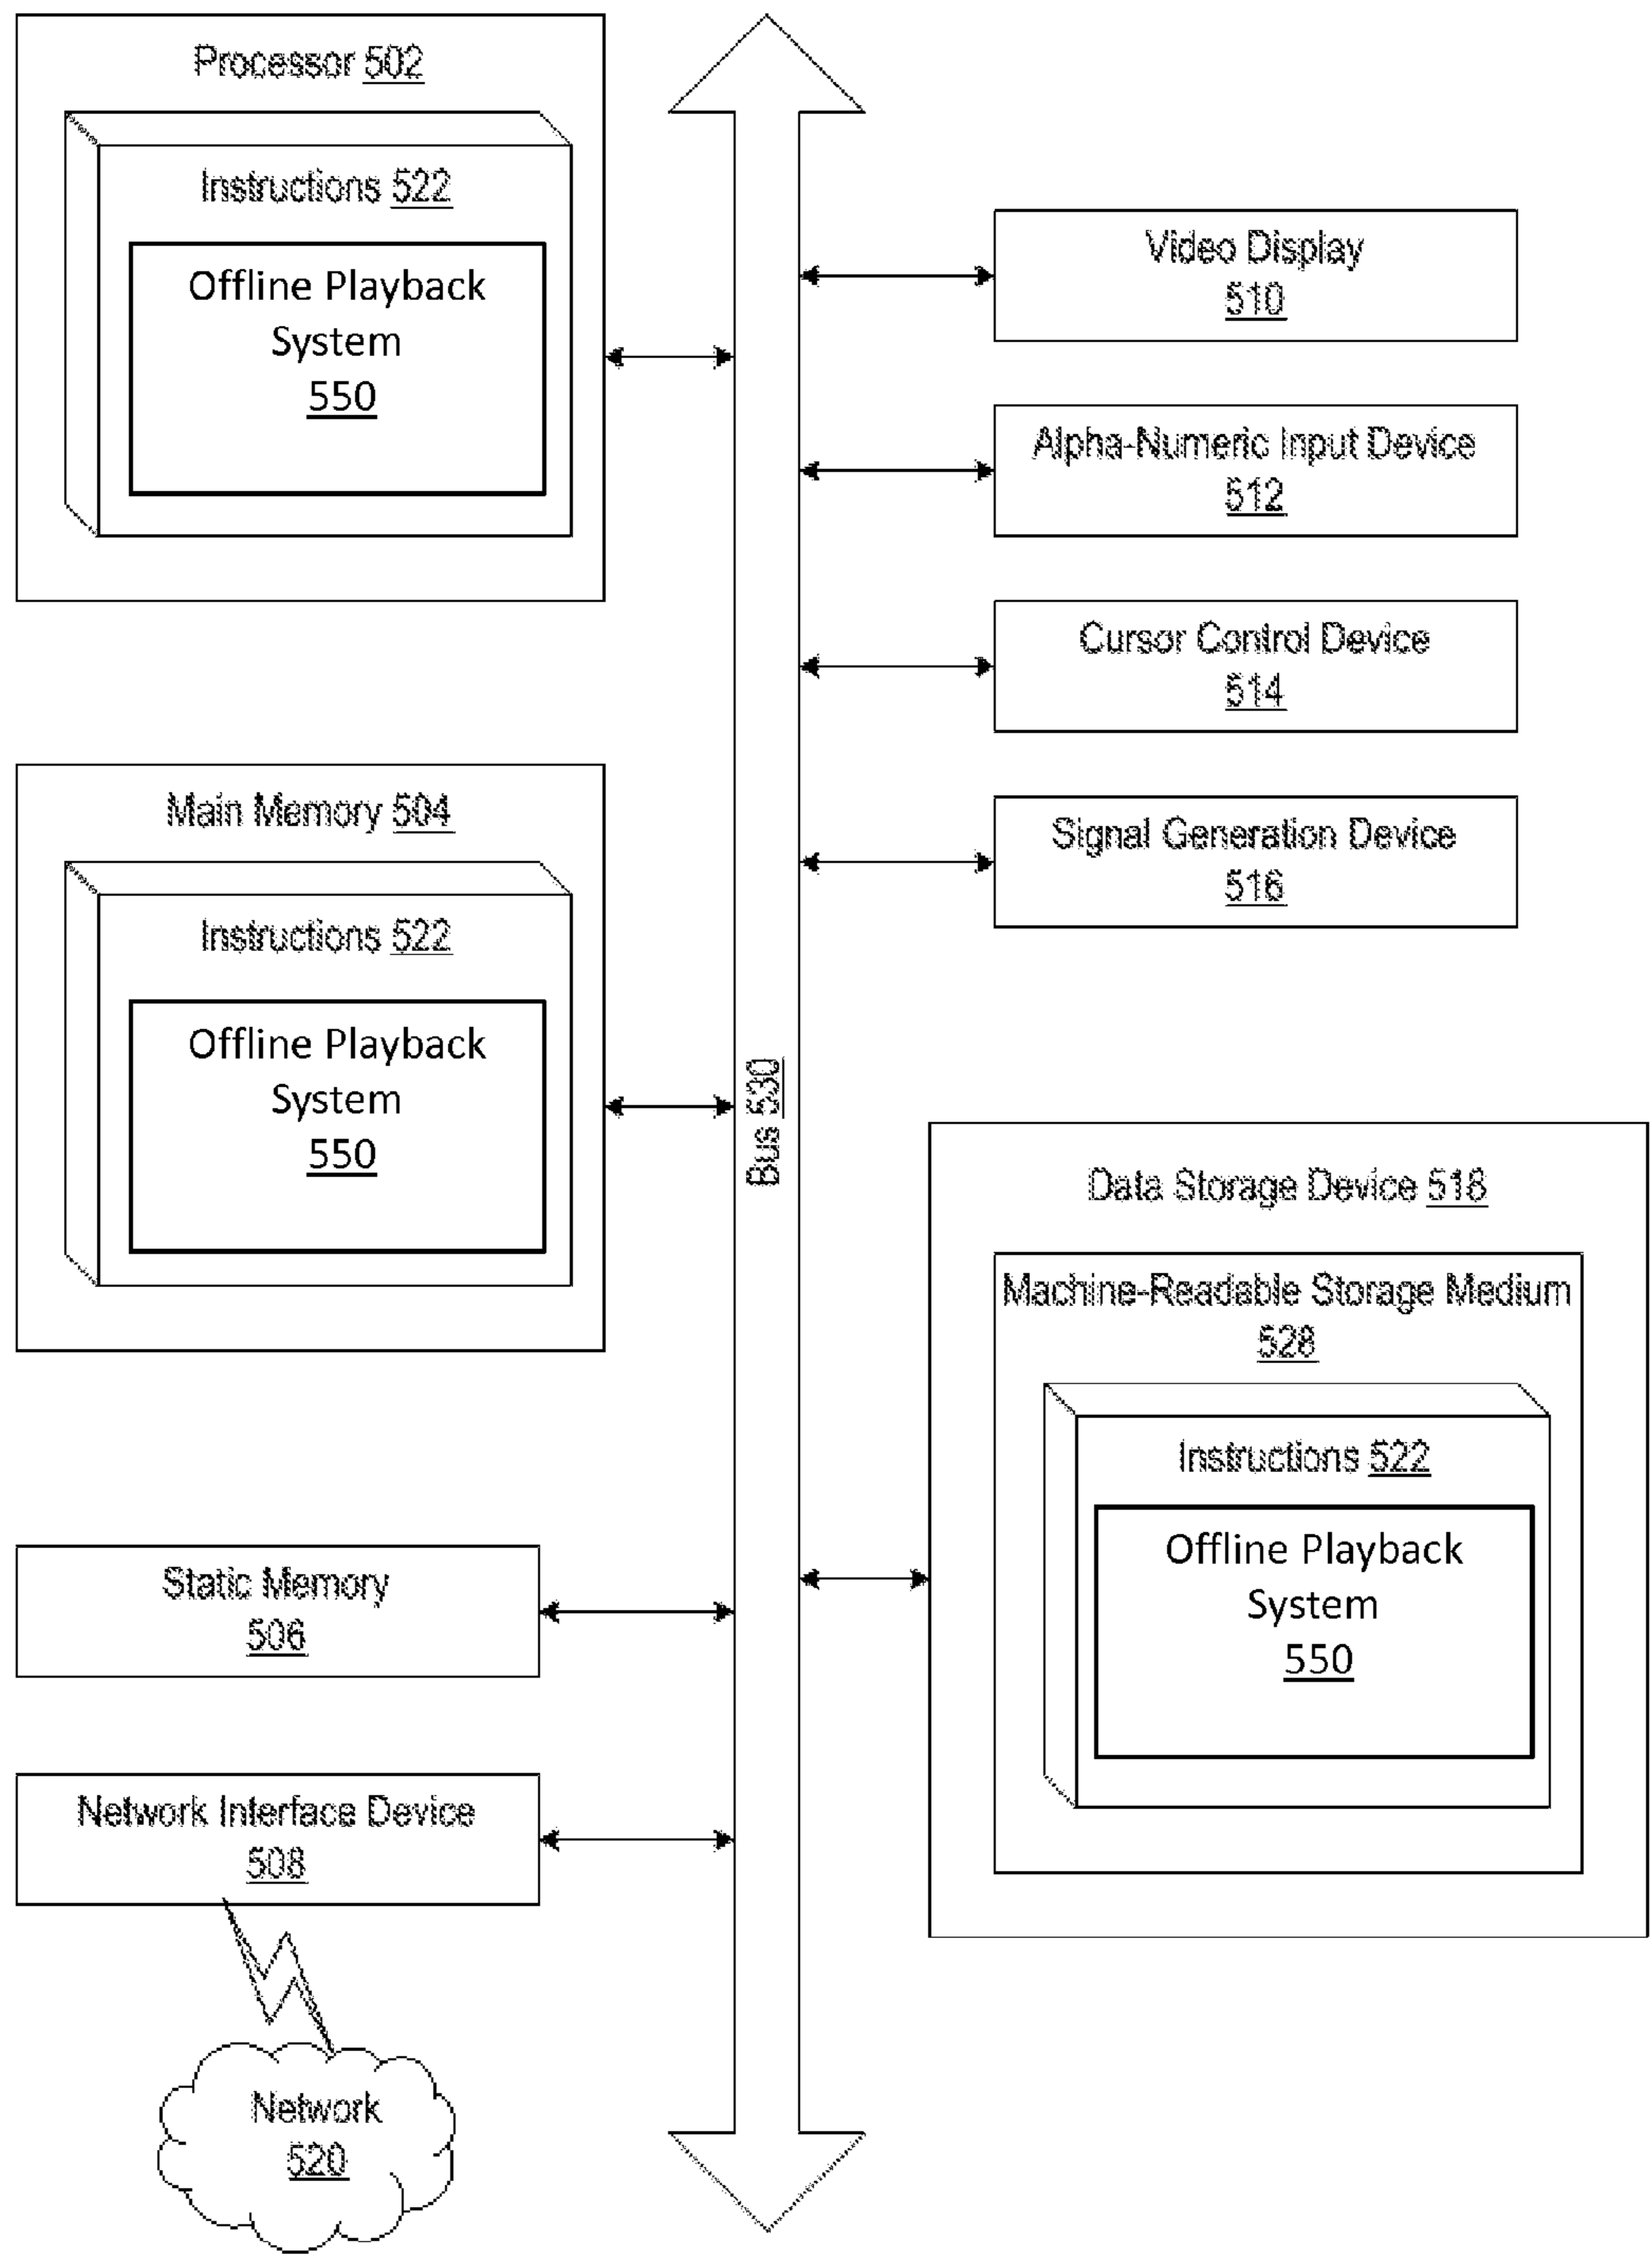 Processor 502
Instructions 522
Offline Playback
System
550
Main Memory 504
Instructions 522
Offline Playback
System
550
Static Memory
506
Network Interface Device
508
Network
520
Bus 530
Video Display
510
Alpha-Numeric Input Device
512
Cursor Control Device
514
Signal Generation Device
516
Data Storage Device 518
Machine-Readable Storage Medium
528
Instructions 522
Offline Playback
System
550